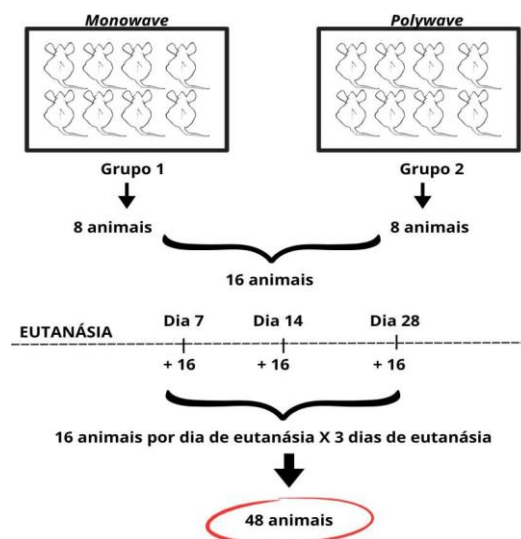 Monowave Polywave
Grupo 1 Grupo 2
8 animais 8 animais
16 animais
EUTANÁSIA Dia 7 Dia 14 Dia 28
+ 16 + 16 + 16
16 animais por dia de eutanásia X 3 dias de eutanásia
48 animais